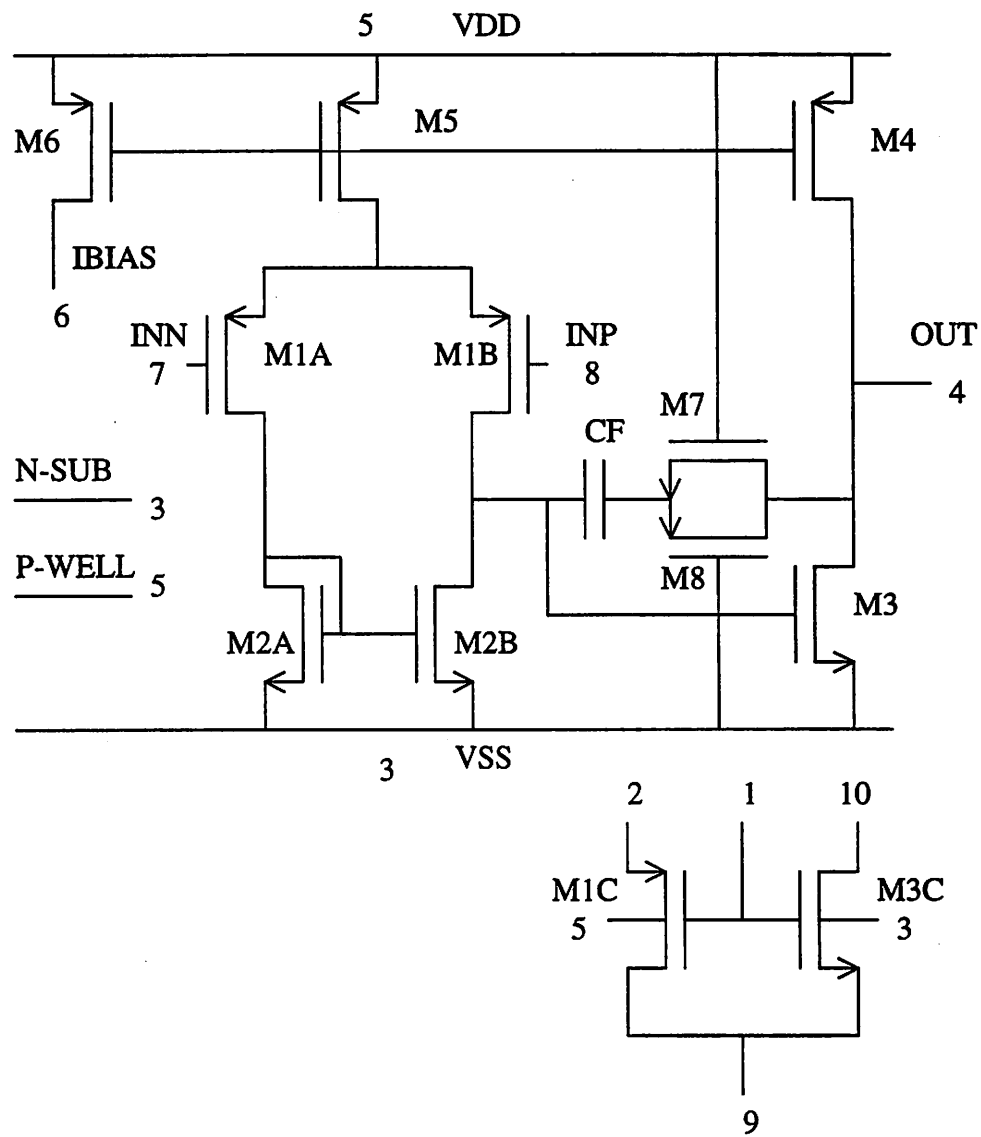 5 VDD
M6 M5 M4
IBIAS
6
INN M1A M1B INP OUT
7 8 4
M7
CF
N-SUB
3
P-WELL 5
M8
M2A M2B M3
3 VSS
2 1 10
M1C M3C
5 3
9